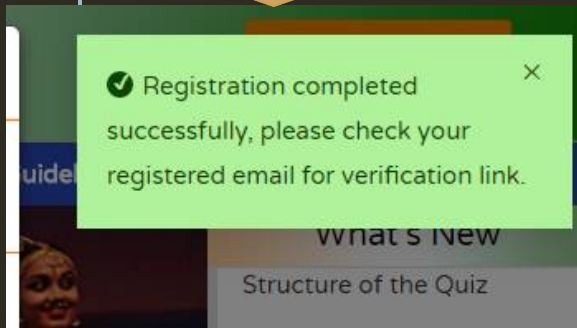 Registration completed
successfully, please check your
registered email for verification link.
What's New
Structure of the Quiz